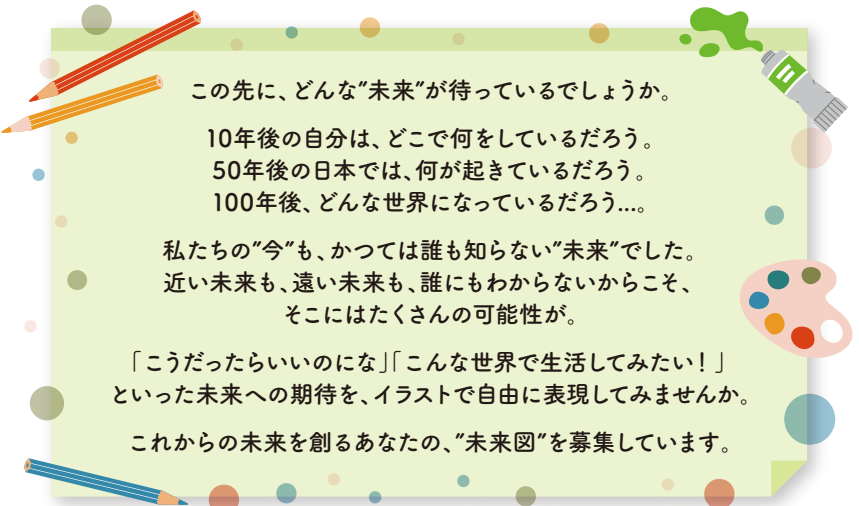 この先に、どんな”未来”が待っているでしょうか。
10年後の自分は、どこで何をしているだろう。
50年後の日本では、何が起きているだろう。
100年後、どんな世界になっているだろう...。
私たちの”今”も、かつては誰も知らない”未来”でした。
近い未来も、遠い未来も、誰にもわからないからこそ、
そこにはたくさんの可能性が。
「こうだったらいいのにな」「こんな世界で生活してみたい！」
といった未来への期待を、イラストで自由に表現してみませんか。
これからの未来を創るあなたの、”未来図”を募集しています。